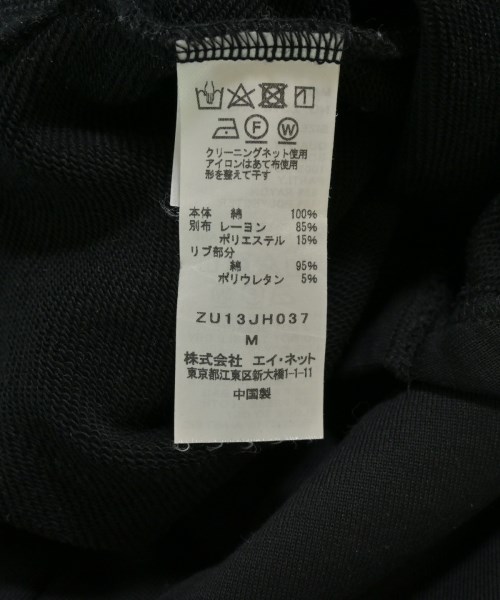 F W
クリーニングネット使用
アイロンはあて布使用
形を整えて干す
本体 綿 100%
別布 レーヨン 85%
ポリエステル 15%
リブ部分
綿 95%
ポリウレタン 5%
ZU13JH037
M
株式会社 エイ・ネット
東京都江東区新大橋1-1-11
中国製